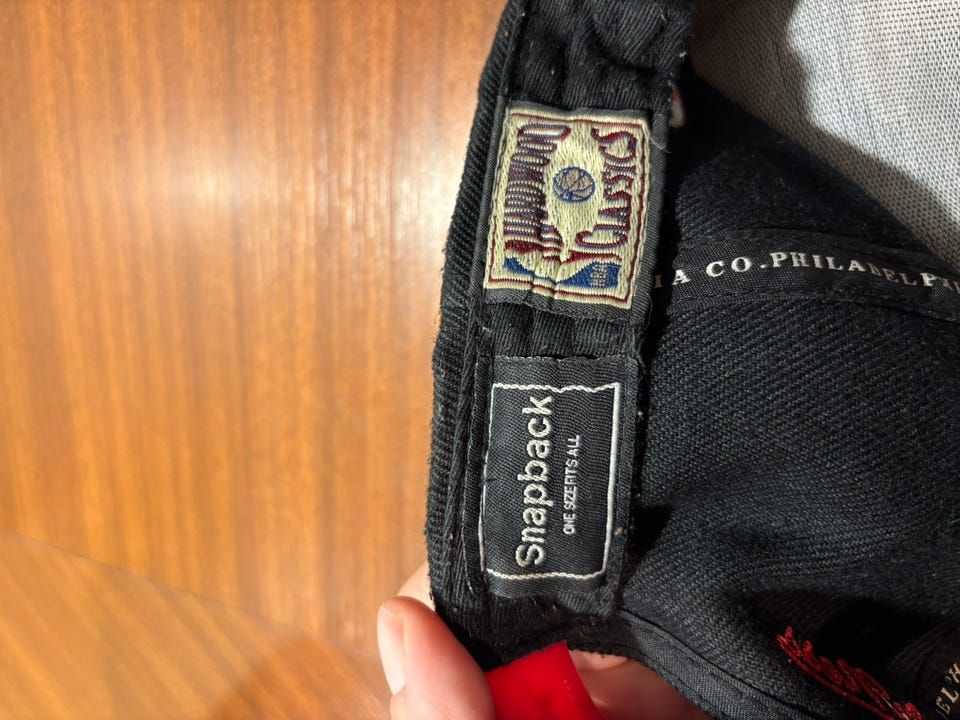 HARDWOOD
CLASSICS
Snapback
ONE SIZE FITS ALL
CO. PHILADELPH